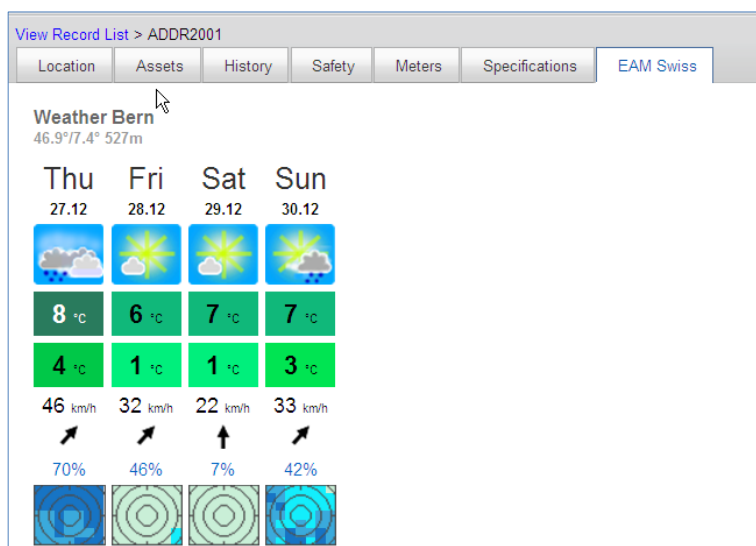 View Record List > ADDR2001
Location Assets History Safety Meters Specifications EAM Swiss
Weather Bern
46.9°/7.4° 527m
Thu Fri Sat Sun
27.12 28.12 29.12 30.12
8 °C 6 °C 7 °C 7 °C
4 °C 1 °C 1 °C 3 °C
46 km/h 32 km/h 22 km/h 33 km/h
70% 46% 7% 42%